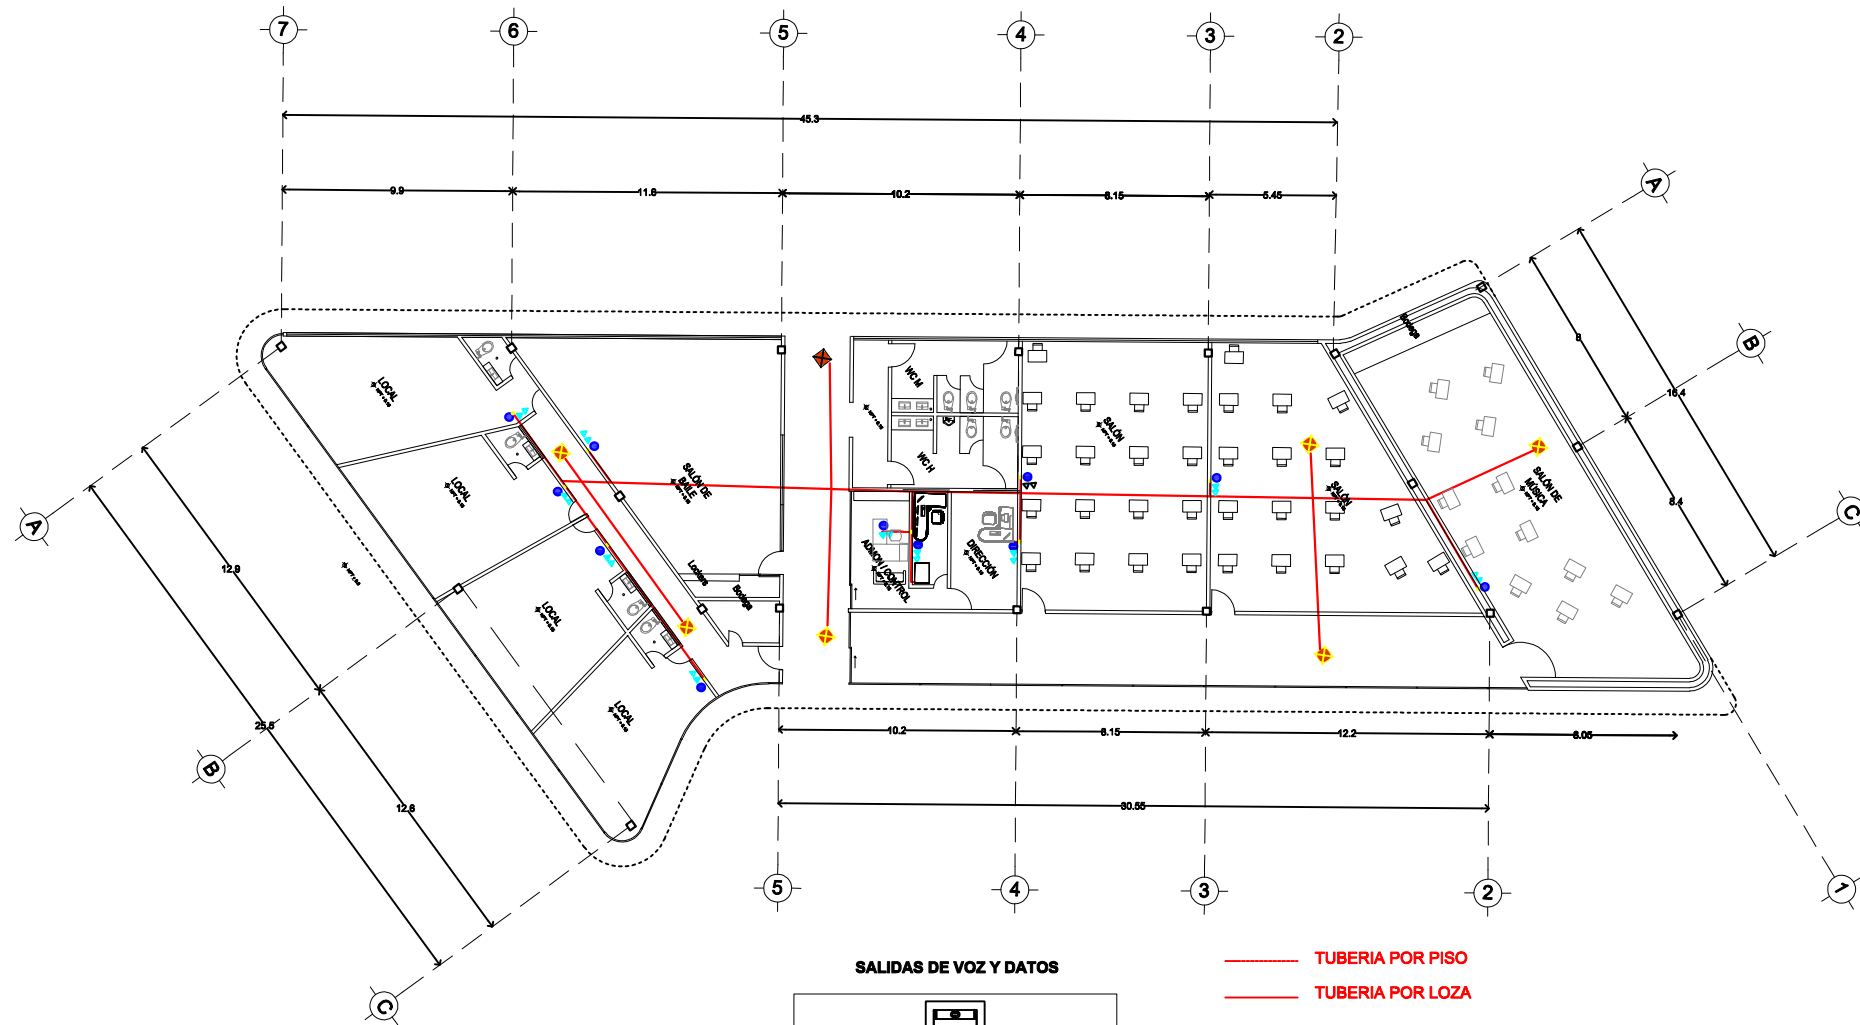 7
6
5
4
3
2
45.3
A
9.9
11.6
10.2
6.15
5.45
8
B
Bodega
16.4
LOCAL
WC M
SALÓN
SALÓN DE
BAILE
WC H
LOCAL
SALÓN
SALÓN DE
MÚSICA
8.4
C
A
12.9
ADMON / CONTROL
DIRECCIÓN
Lockers
Bodega
LOCAL
LOCAL
25.5
B
12.6
10.2
6.15
12.2
6.05
30.55
5
4
3
2
1
C
SALIDAS DE VOZ Y DATOS
TUBERIA POR PISO
TUBERIA POR LOZA